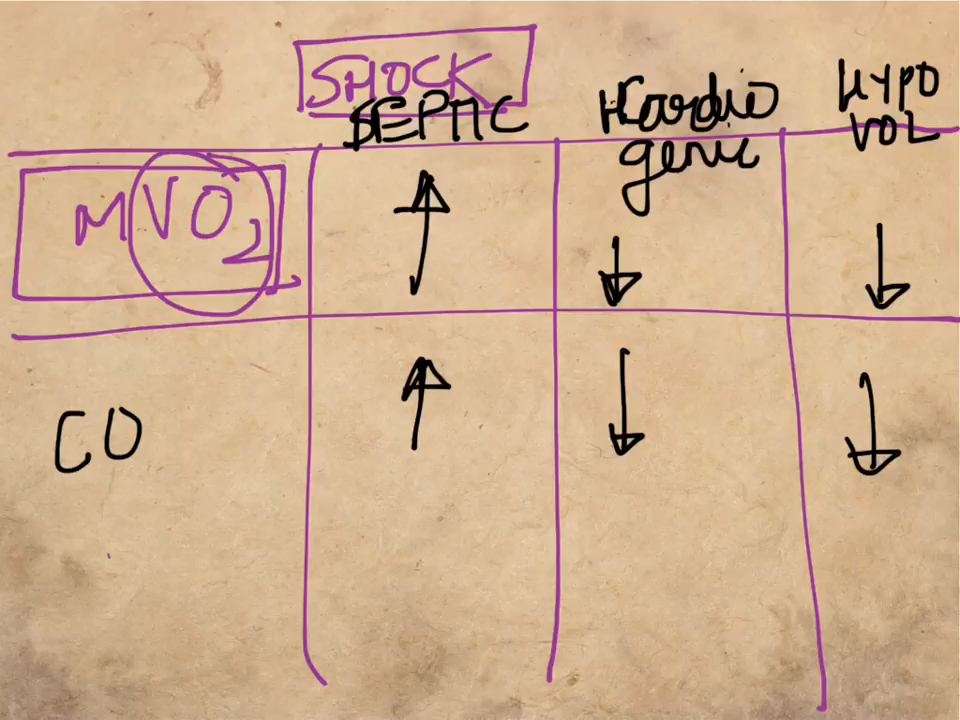 SHOCK
SEPTIC
Cardio
genic
HYPO
VOL
MVO2
↑ ↓ ↓
CO
↑ ↓ ↓